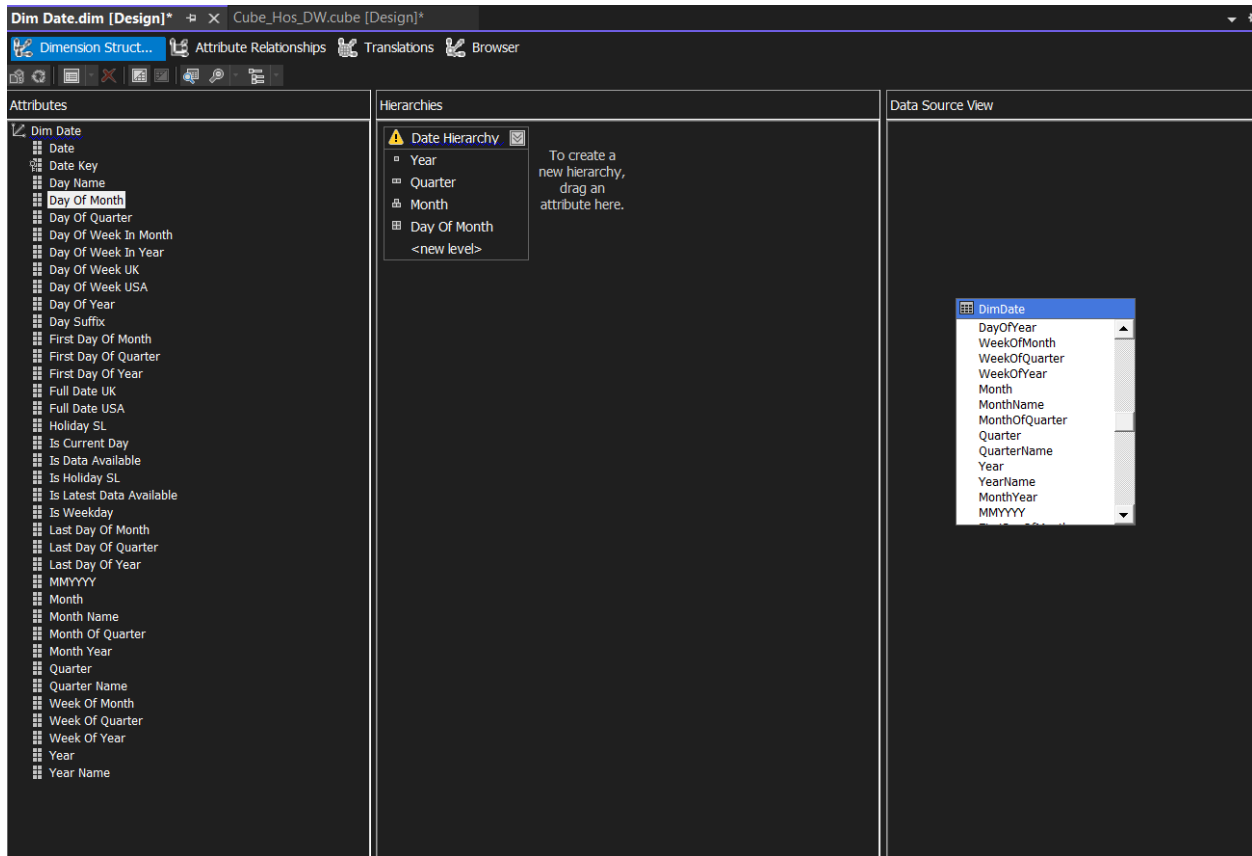 Dim Date.dim [Design]* Cube_Hos_DW.cube [Design]*
Dimension Struct... Attribute Relationships Translations Browser
Attributes
Dim Date
Date
Date Key
Day Name
Day Of Month
Day Of Quarter
Day Of Week In Month
Day Of Week In Year
Day Of Week UK
Day Of Week USA
Day Of Year
Day Suffix
First Day Of Month
First Day Of Quarter
First Day Of Year
Full Date UK
Full Date USA
Holiday SL
Is Current Day
Is Data Available
Is Holiday SL
Is Latest Data Available
Is Weekday
Last Day Of Month
Last Day Of Quarter
Last Day Of Year
MMYYYY
Month
Month Name
Month Of Quarter
Month Year
Quarter
Quarter Name
Week Of Month
Week Of Quarter
Week Of Year
Year
Year Name
Hierarchies
Date Hierarchy
Year
Quarter
Month
Day Of Month
<new level>
To create a
new hierarchy,
drag an
attribute here.
Data Source View
DimDate
DayOfYear
WeekOfMonth
WeekOfQuarter
WeekOfYear
Month
MonthName
MonthOfQuarter
Quarter
QuarterName
Year
YearName
MonthYear
MMYYYY